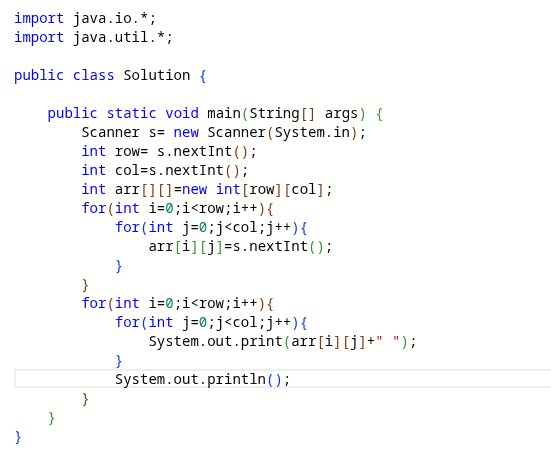 import java.io.*;
import java.util.*;

public class Solution {

    public static void main(String[] args) {
        Scanner s= new Scanner(System.in);
        int row= s.nextInt();
        int col=s.nextInt();
        int arr[][]=new int[row][col];
        for(int i=0;i<row;i++){
            for(int j=0;j<col;j++){
                arr[i][j]=s.nextInt();
            }
        }
        for(int i=0;i<row;i++){
            for(int j=0;j<col;j++){
                System.out.print(arr[i][j]+" ");
            }
            System.out.println();
        }
    }
}